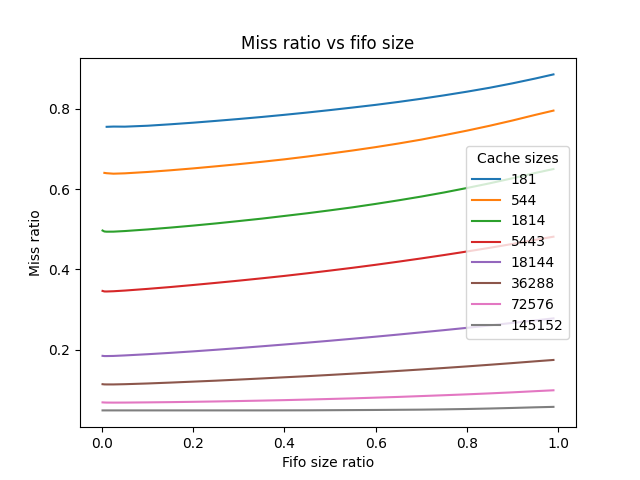 Miss ratio vs fifo size
Miss ratio
0.8
0.6
0.4
0.2
0.0 0.2 0.4 0.6 0.8 1.0
Fifo size ratio
Cache sizes
181
544
1814
5443
18144
36288
72576
145152